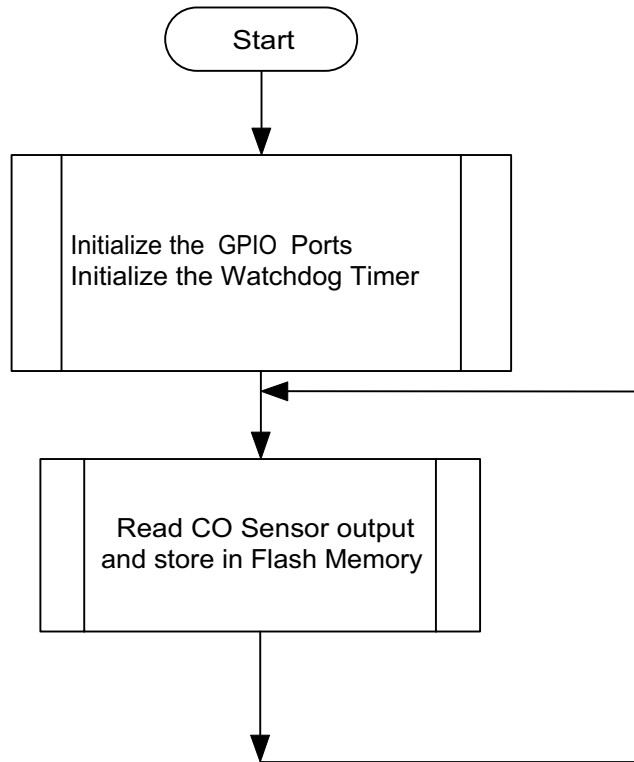 Start
Initialize the GPIO Ports
Initialize the Watchdog Timer
Read CO Sensor output
and store in Flash Memory